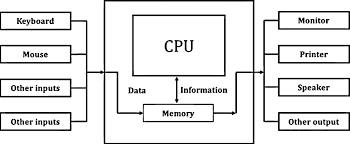 Keyboard
Mouse
Other inputs
Other inputs
CPU
Data
Information
Memory
Monitor
Printer
Speaker
Other output